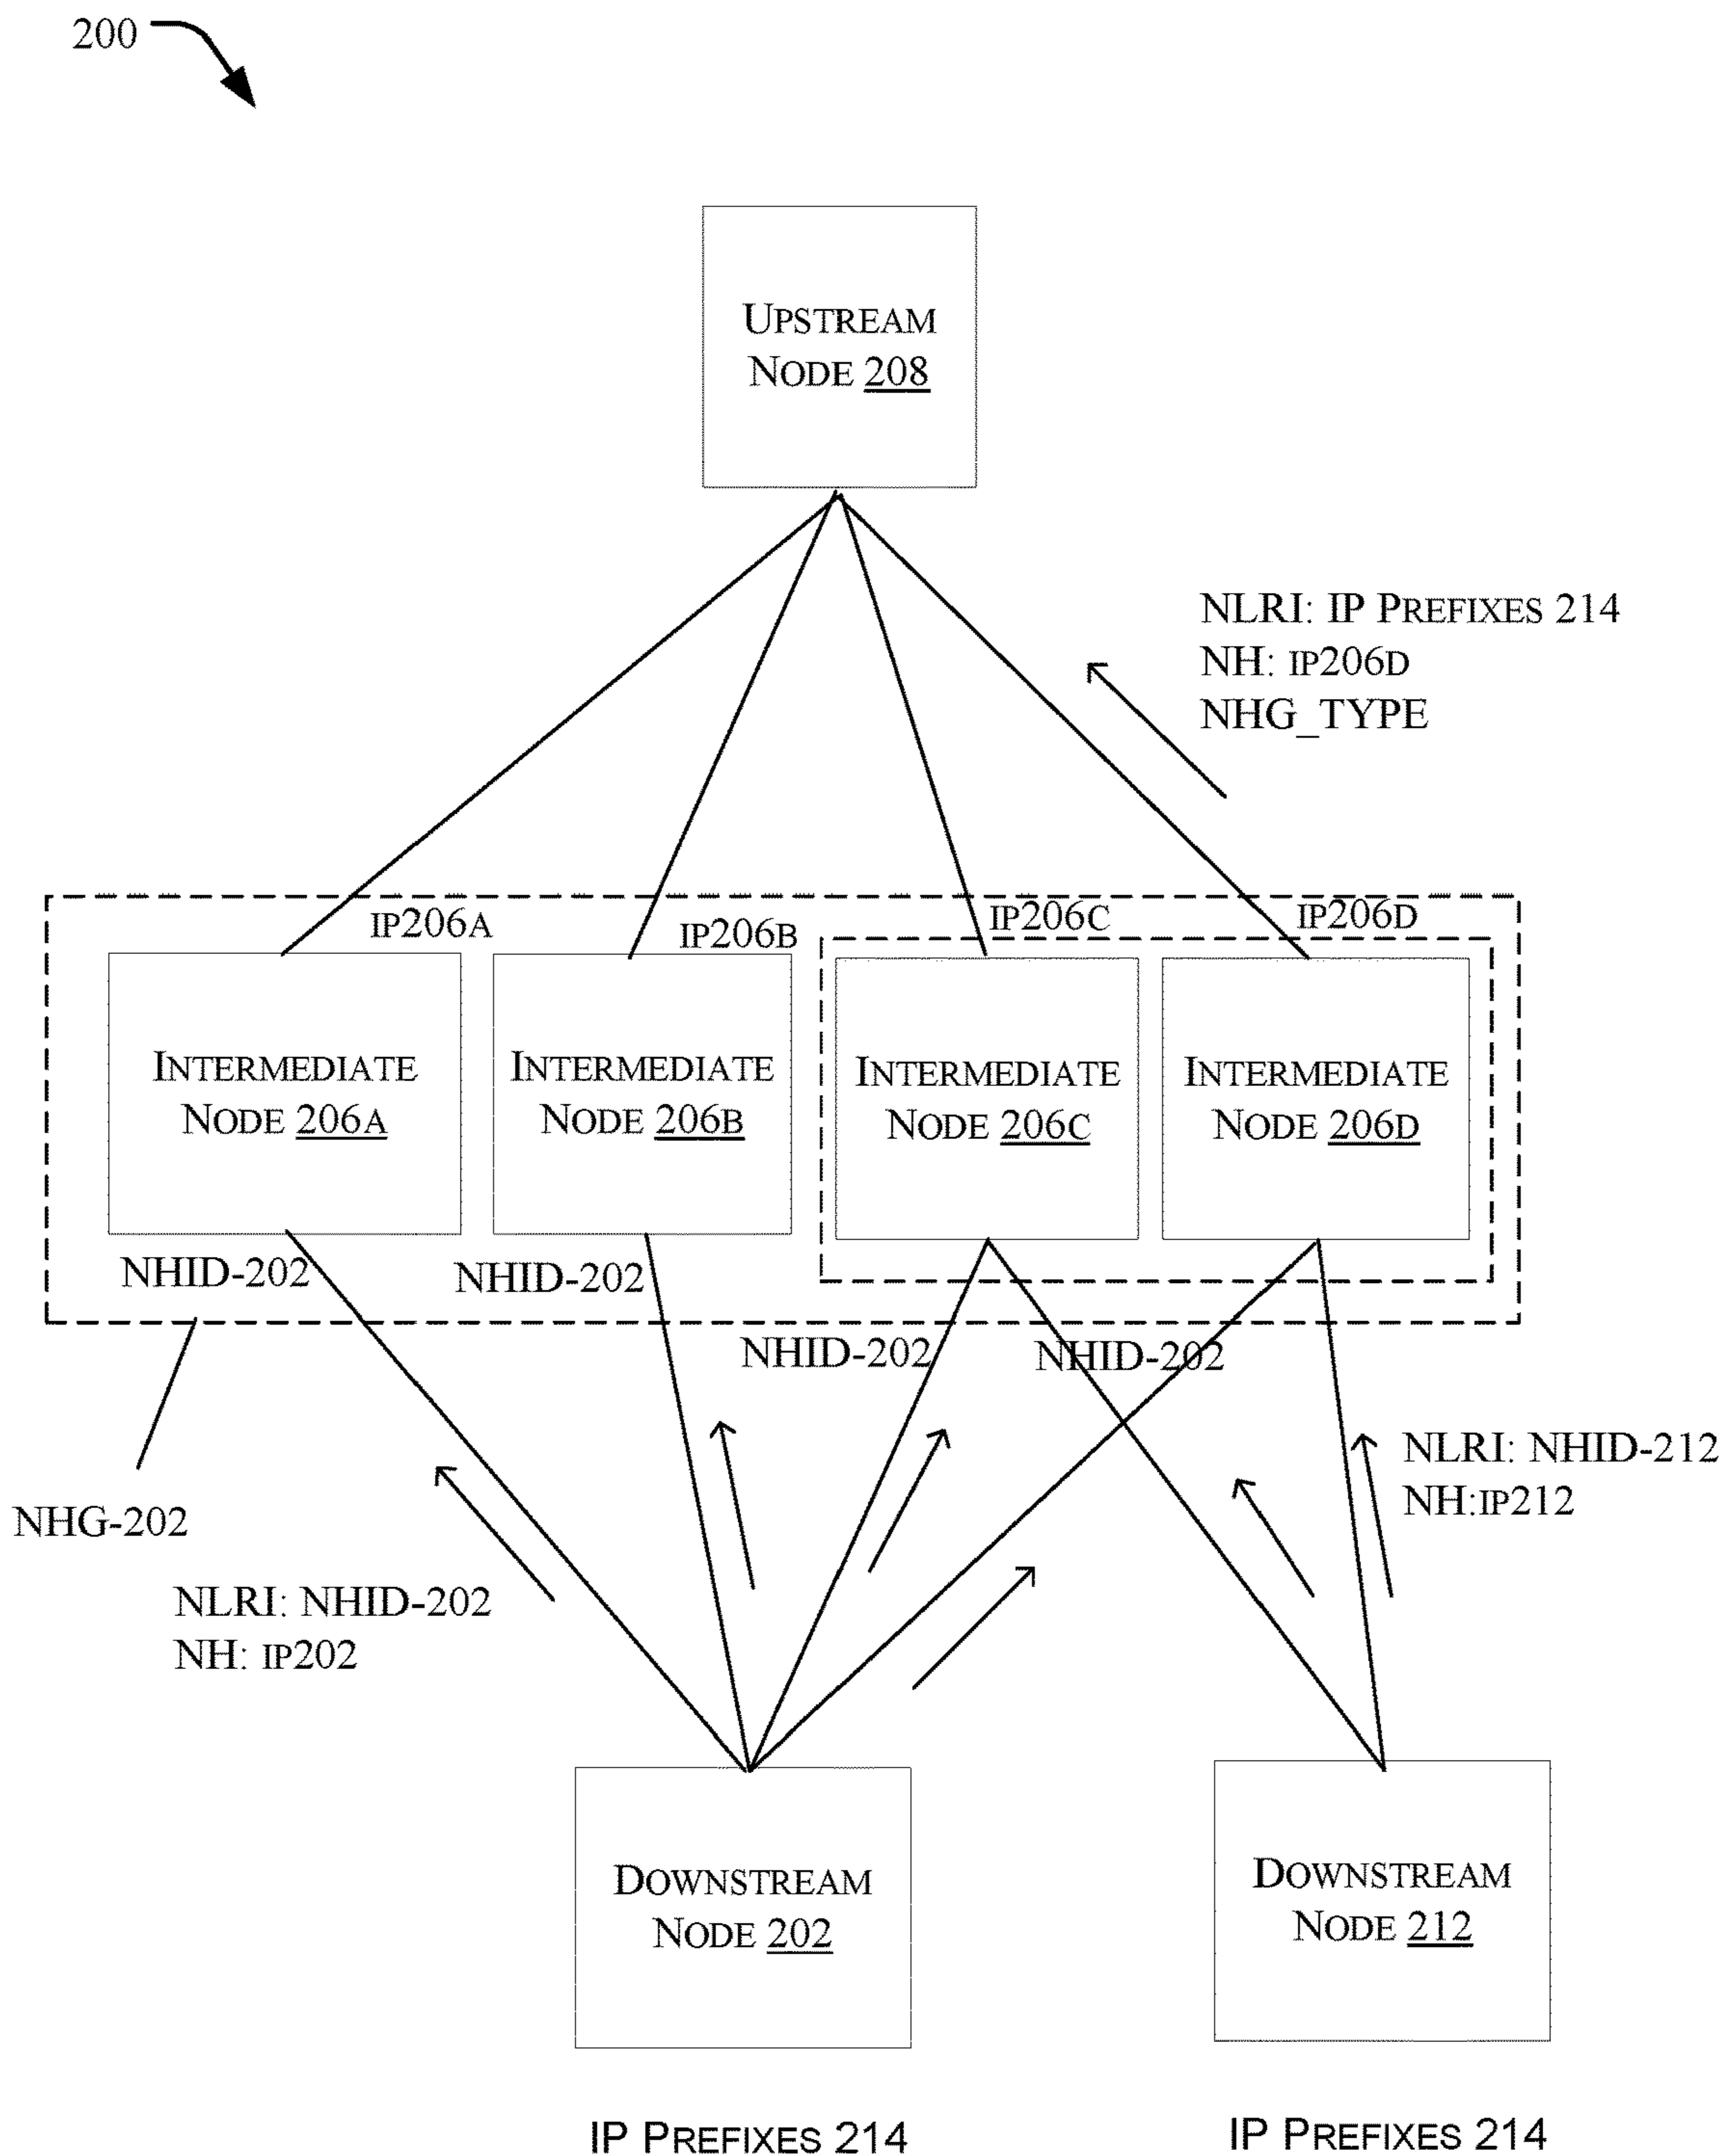 200
UPSTREAM
NODE 208
NLRI: IP PREFIXES 214
NH: IP206D
NHG_TYPE
IP206A
IP206B
IP206C
IP206D
INTERMEDIATE
NODE 206A
INTERMEDIATE
NODE 206B
INTERMEDIATE
NODE 206C
INTERMEDIATE
NODE 206D
NHID-202
NHID-202
NHID-202
NHID-202
NHG-202
NLRI: NHID-202
NH: IP202
NLRI: NHID-212
NH:IP212
DOWNSTREAM
NODE 202
DOWNSTREAM
NODE 212
IP PREFIXES 214
IP PREFIXES 214